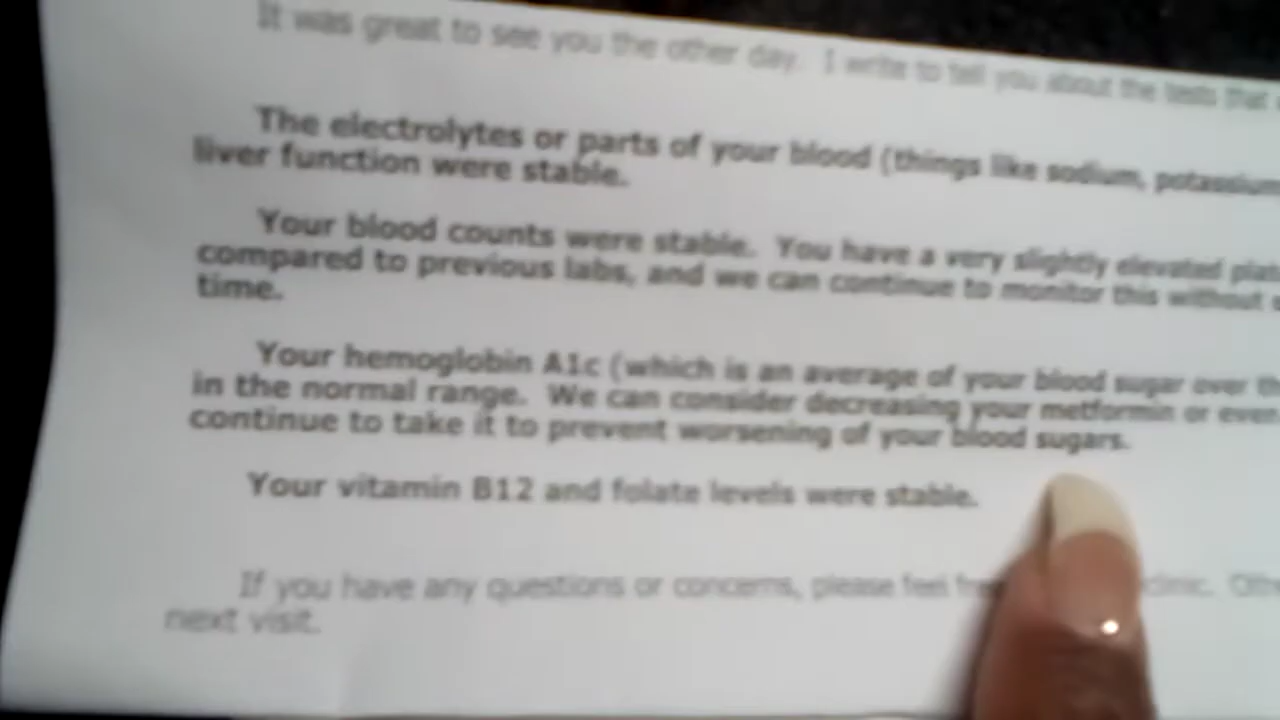 It was great to see you the other day. I write to tell you about the tests that
The electrolytes or parts of your blood (things like sodium, potassium
liver function were stable.
Your blood counts were stable. You have a very slightly elevated
compared to previous labs, and we can continue to monitor this without
time.
Your hemoglobin A1c (which is an average of your blood sugar over
in the normal range. We can consider decreasing your metformin or even
continue to take it to prevent worsening of your blood sugars.
Your vitamin B12 and folate levels were stable.
If you have any questions or concerns, please feel clinic.
next visit.